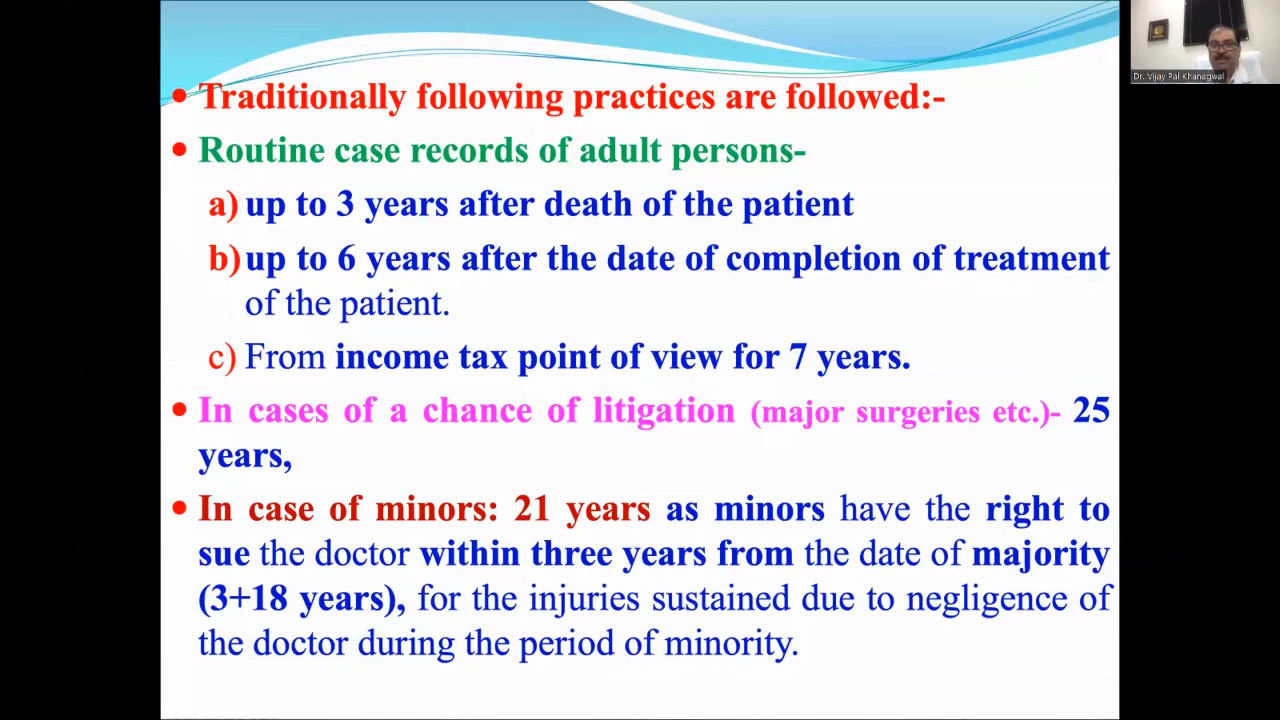 Dr. Vijay Pal Khanagwal
• Traditionally following practices are followed:-
• Routine case records of adult persons-
a) up to 3 years after death of the patient
b) up to 6 years after the date of completion of treatment
of the patient.
c) From income tax point of view for 7 years.
• In cases of a chance of litigation (major surgeries etc.)- 25
years,
• In case of minors: 21 years as minors have the right to
sue the doctor within three years from the date of majority
(3+18 years), for the injuries sustained due to negligence of
the doctor during the period of minority.